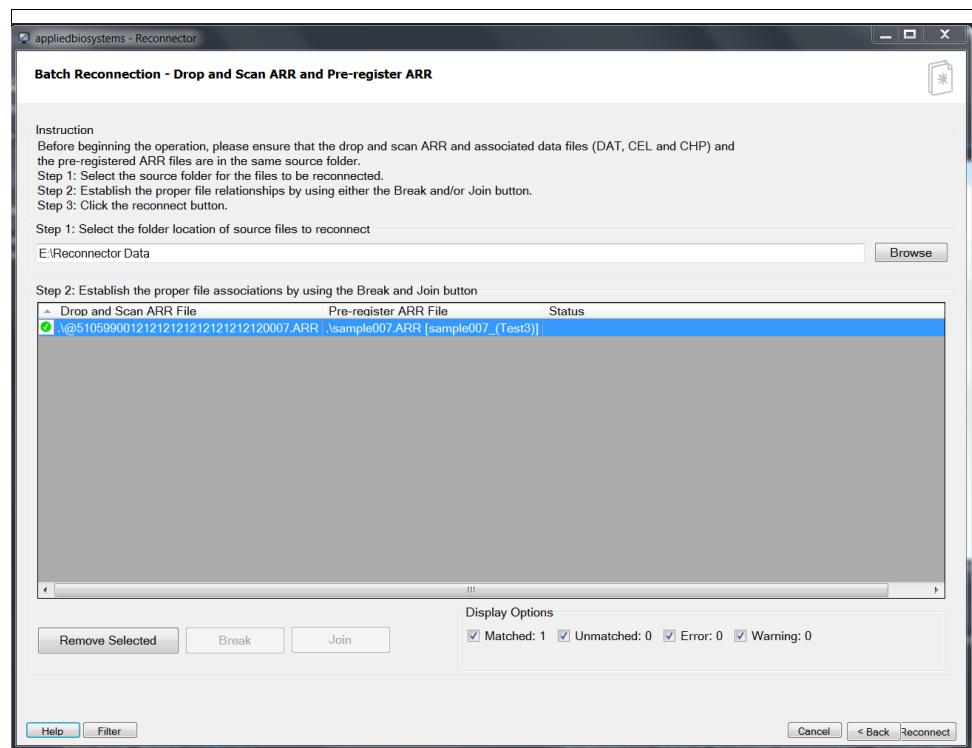 appliedbiosystems - Reconnector
Batch Reconnection - Drop and Scan ARR and Pre-register ARR
Instruction
Before beginning the operation, please ensure that the drop and scan ARR and associated data files (DAT, CEL and CHP) and
the pre-registered ARR files are in the same source folder.
Step 1: Select the source folder for the files to be reconnected.
Step 2: Establish the proper file relationships by using either the Break and/or Join button.
Step 3: Click the reconnect button.
Step 1: Select the folder location of source files to reconnect
E:\Reconnector Data
Browse
Step 2: Establish the proper file associations by using the Break and Join button
Drop and Scan ARR File Pre-register ARR File Status
.\@51059900121212121212121212120007.ARR .\sample007.ARR [sample007_(Test3)]
Display Options
Remove Selected Break Join
Matched: 1 Unmatched: 0 Error: 0 Warning: 0
Help Filter Cancel < Back Reconnect